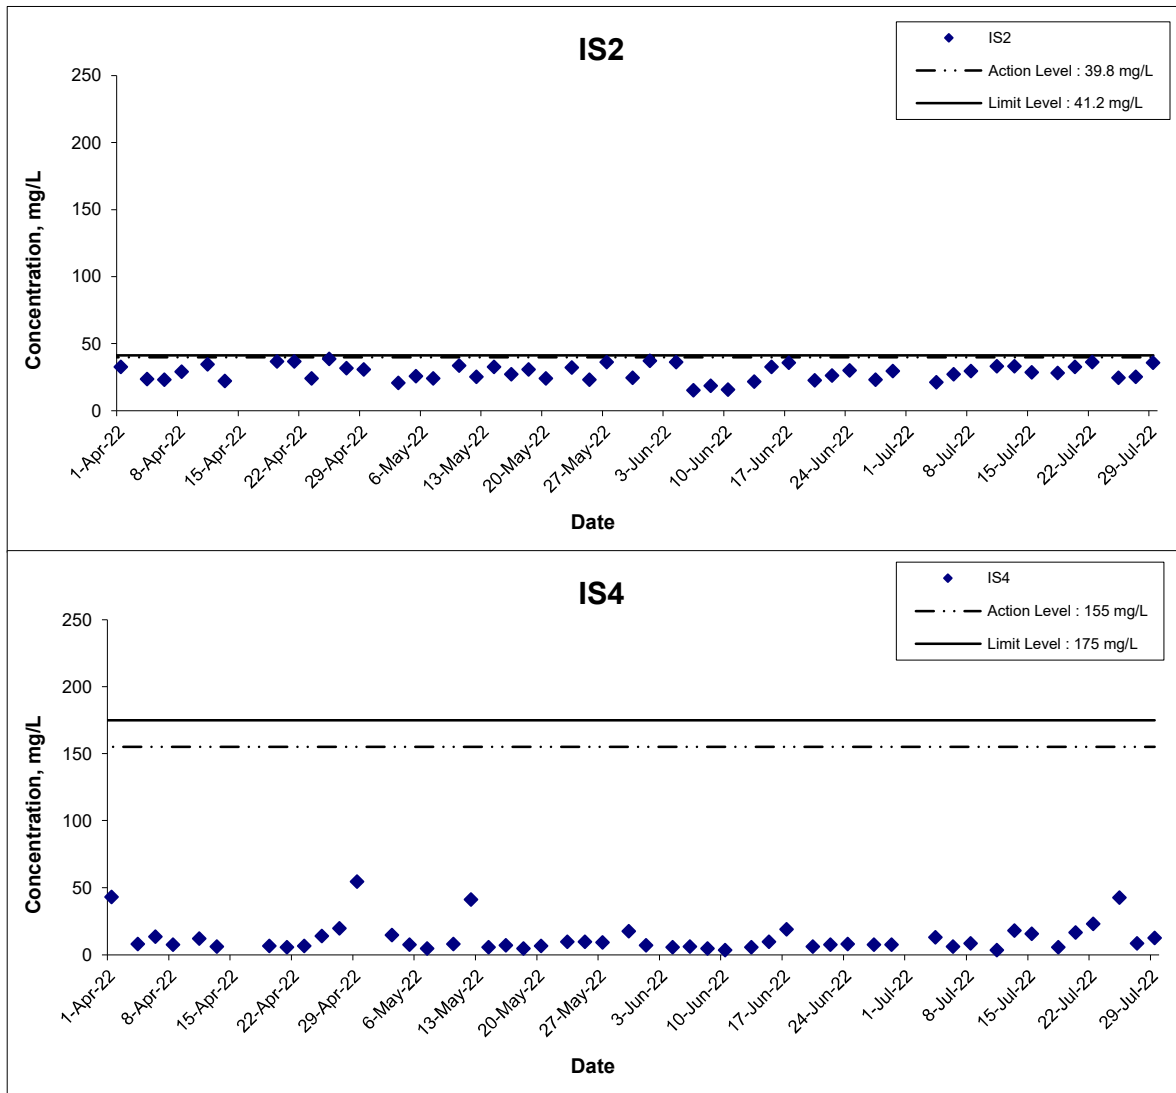 IS2
IS2
Action Level : 39.8 mg/L
Limit Level : 41.2 mg/L
250
200
150
100
50
0
Concentration, mg/L
1-Apr-22
8-Apr-22
15-Apr-22
22-Apr-22
29-Apr-22
6-May-22
13-May-22
20-May-22
27-May-22
3-Jun-22
10-Jun-22
17-Jun-22
24-Jun-22
1-Jul-22
8-Jul-22
15-Jul-22
22-Jul-22
29-Jul-22
Date
IS4
IS4
Action Level : 155 mg/L
Limit Level : 175 mg/L
250
200
150
100
50
0
Concentration, mg/L
1-Apr-22
8-Apr-22
15-Apr-22
22-Apr-22
29-Apr-22
6-May-22
13-May-22
20-May-22
27-May-22
3-Jun-22
10-Jun-22
17-Jun-22
24-Jun-22
1-Jul-22
8-Jul-22
15-Jul-22
22-Jul-22
29-Jul-22
Date